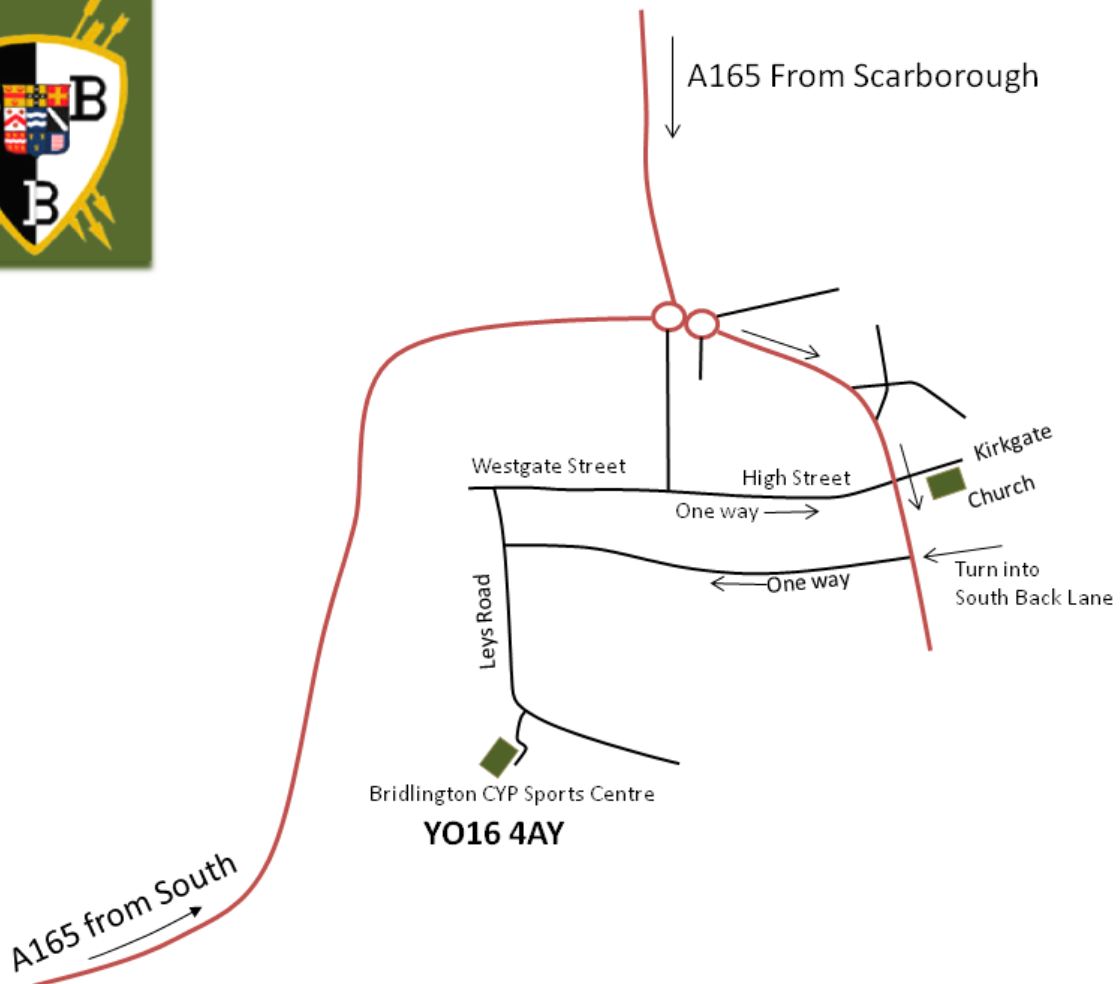 B
B
A165 From Scarborough
Westgate Street
High Street
Kirkgate
Church
One way
One way
Turn into
South Back Lane
Leys Road
Bridlington CYP Sports Centre
YO16 4AY
A165 from South